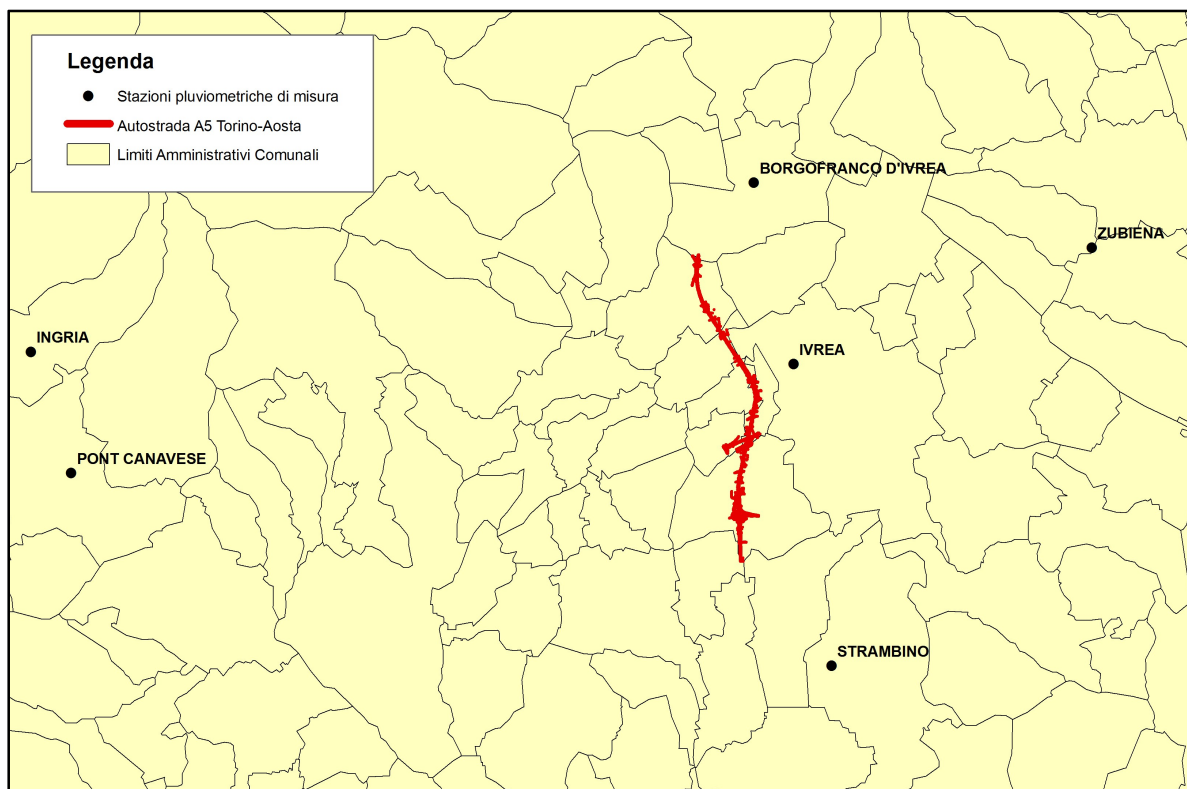 Legenda
Stazioni pluviometriche di misura
Autostrada A5 Torino-Aosta
Limiti Amministrativi Comunali
BORGOFRANCO D'IVREA
ZUBIENA
INGRIA
IVREA
PONT CANAVESE
STRAMBINO